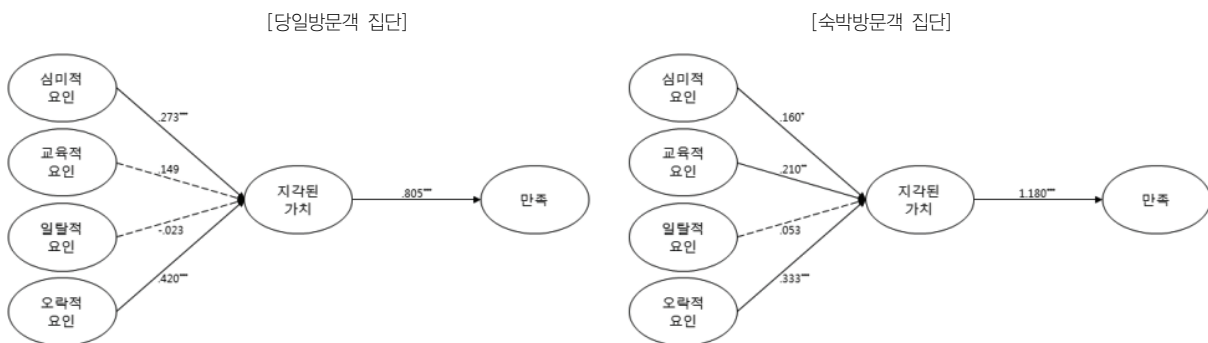 [당일방문객 집단]
심미적
요인
교육적
요인
일탈적
요인
오락적
요인
.273***
.149
-.023
.420***
지각된
가치
.805***
만족
[숙박방문객 집단]
심미적
요인
교육적
요인
일탈적
요인
오락적
요인
.160*
.210**
.053
.333***
지각된
가치
1.180***
만족